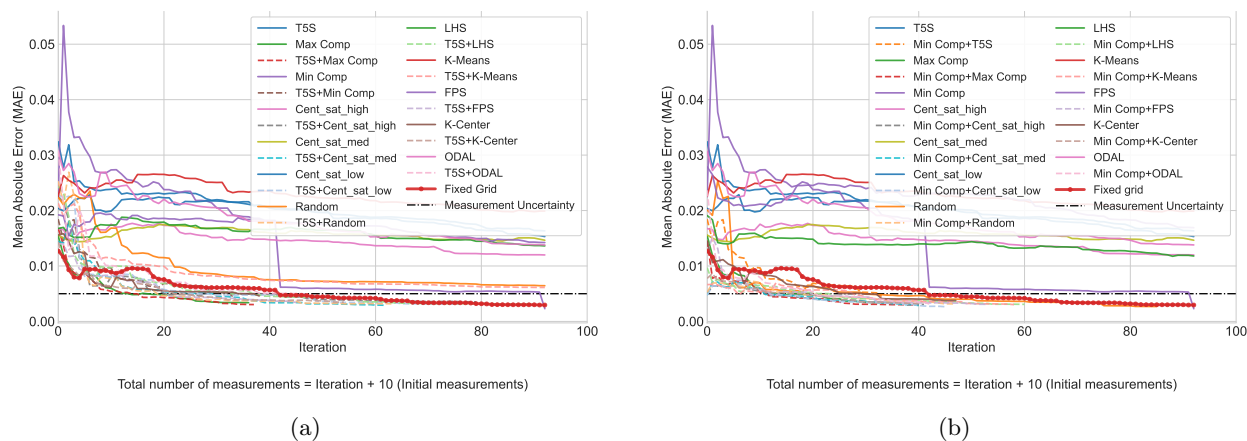 0.05
0.04
0.03
0.02
0.01
0.00
Mean Absolute Error (MAE)
0 20 40 60 80 100
Iteration
T5S
Max Comp
T5S+Max Comp
Min Comp
T5S+Min Comp
Cent_sat_high
T5S+Cent_sat_high
Cent_sat_med
T5S+Cent_sat_med
Cent_sat_low
T5S+Cent_sat_low
Random
T5S+Random
LHS
T5S+LHS
K-Means
T5S+K-Means
FPS
T5S+FPS
K-Center
T5S+K-Center
ODAL
T5S+ODAL
Fixed Grid
Measurement Uncertainty
Total number of measurements = Iteration + 10 (Initial measurements)
(a)
0.05
0.04
0.03
0.02
0.01
0.00
Mean Absolute Error (MAE)
0 20 40 60 80 100
Iteration
T5S
Min Comp+T5S
Max Comp
Min Comp+Max Comp
Min Comp
Cent_sat_high
Min Comp+Cent_sat_high
Cent_sat_med
Min Comp+Cent_sat_med
Cent_sat_low
Min Comp+Cent_sat_low
Random
Min Comp+Random
LHS
Min Comp+LHS
K-Means
Min Comp+K-Means
FPS
Min Comp+FPS
K-Center
Min Comp+K-Center
ODAL
Min Comp+ODAL
Fixed grid
Measurement Uncertainty
Total number of measurements = Iteration + 10 (Initial measurements)
(b)